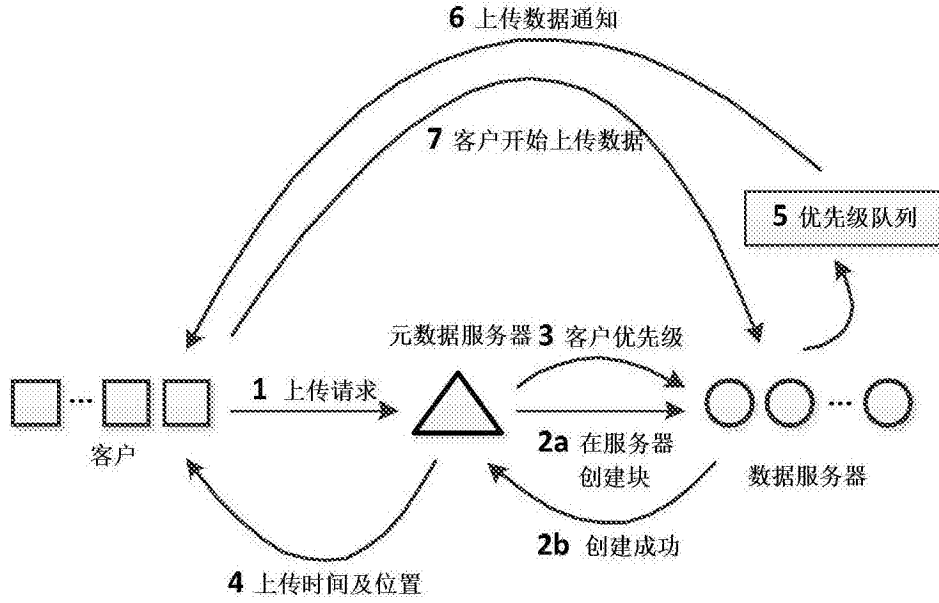 6 上传数据通知
7 客户开始上传数据
5 优先级队列
元数据服务器
3 客户优先级
1 上传请求
2a 在服务器
创建块
客户
数据服务器
2b 创建成功
4 上传时间及位置